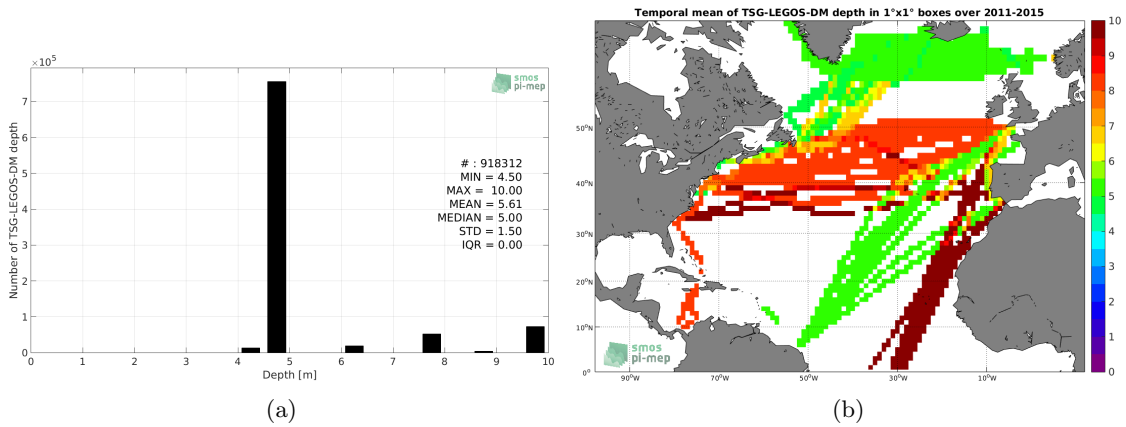 Temporal mean of TSG-LEGOS-DM depth in 1°x1° boxes over 2011-2015
×10⁵
smos
pi-mep
7
6
5
4
3
2
1
0
Number of TSG-LEGOS-DM depth
# : 918312
MIN = 4.50
MAX = 10.00
MEAN = 5.61
MEDIAN = 5.00
STD = 1.50
IQR = 0.00
0 1 2 3 4 5 6 7 8 9 10
Depth [m]
(a)
50°N
40°N
30°N
20°N
10°N
0°
90°W 70°W 50°W 30°W 10°W
smos
pi-mep
10
9
8
7
6
5
4
3
2
1
0
(b)